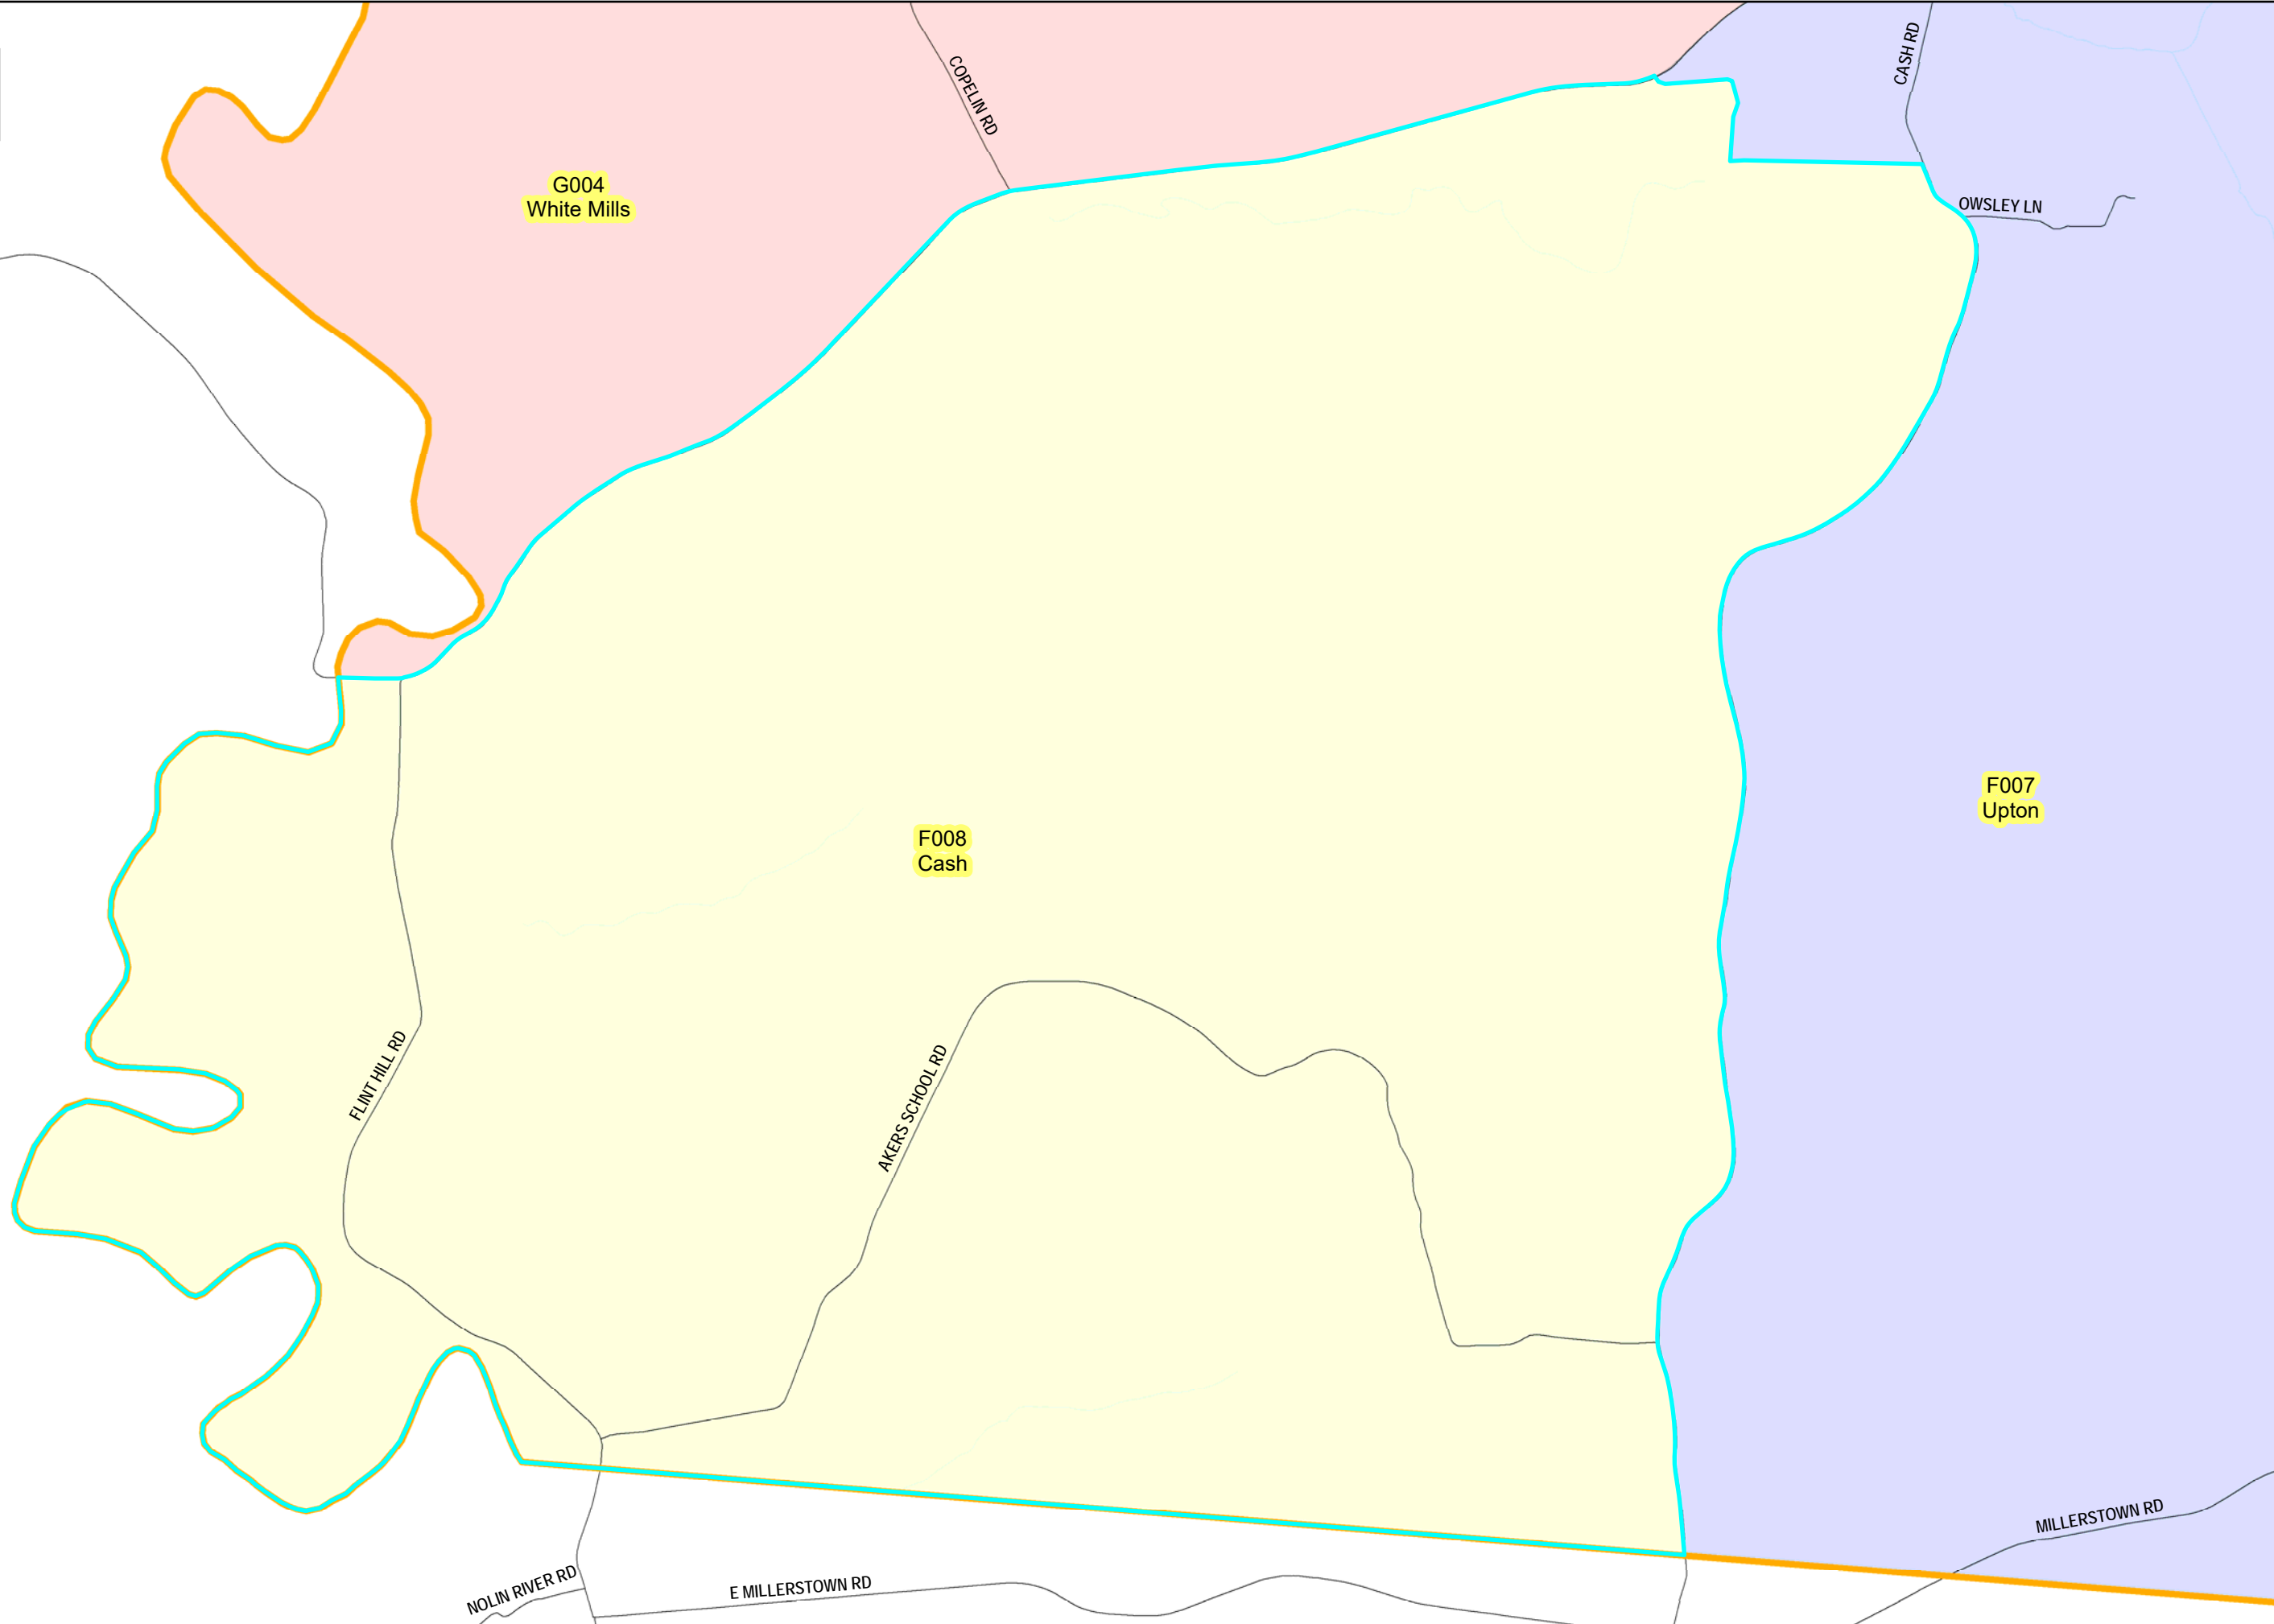 COPELIN RD
CASH RD
G004
White Mills
OWSLEY LN
F007
Upton
F008
Cash
FLINT HILL RD
AKERS SCHOOL RD
MILLERSTOWN RD
NOLIN RIVER RD
E MILLERSTOWN RD